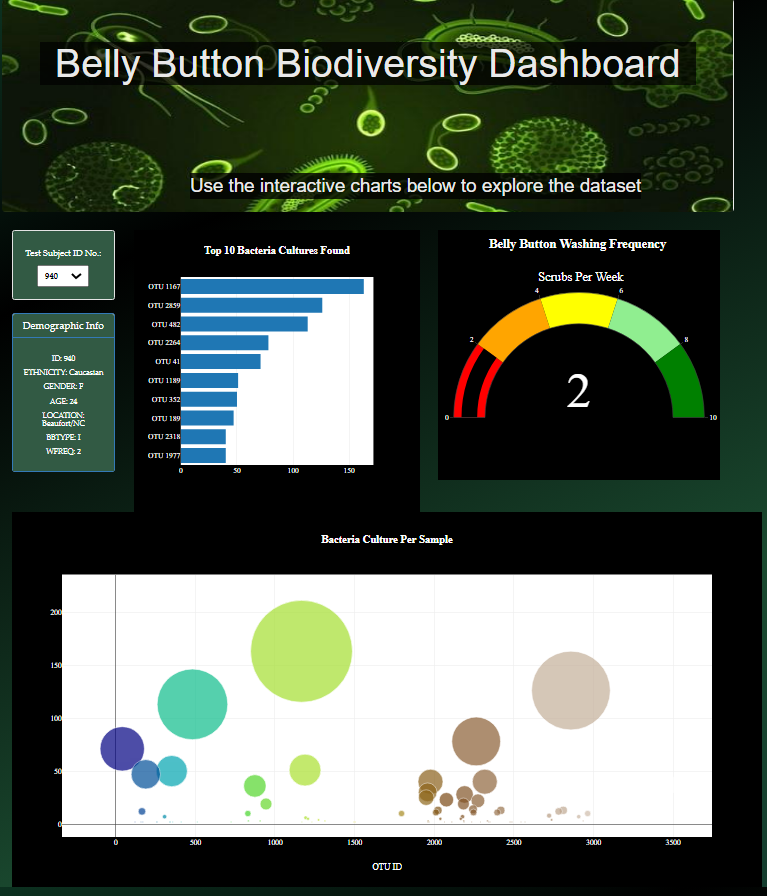 Belly Button Biodiversity Dashboard
Use the interactive charts below to explore the dataset
Test Subject ID No.:
940
Demographic Info
ID: 940
ETHNICITY: Caucasian
GENDER: F
AGE: 24
LOCATION:
Beaufort/NC
BBTYPE: I
WFREQ: 2
Top 10 Bacteria Cultures Found
OTU 1167
OTU 2859
OTU 482
OTU 2264
OTU 41
OTU 1189
OTU 352
OTU 189
OTU 2318
OTU 1977
0 50 100 150
Belly Button Washing Frequency
Scrubs Per Week
0 2 4 6 8 10
2
Bacteria Culture Per Sample
200
150
100
50
0
0 500 1000 1500 2000 2500 3000 3500
OTU ID